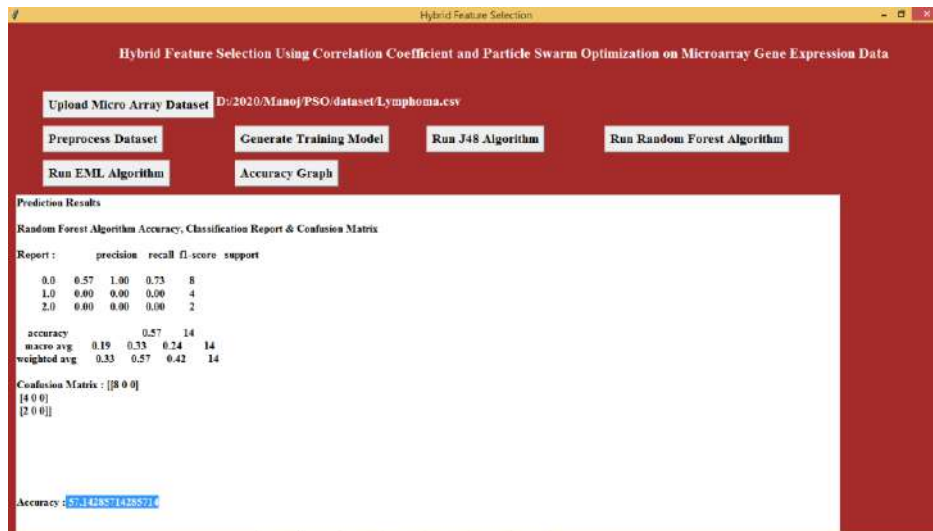 Hybrid Feature Selection
Hybrid Feature Selection Using Correlation Coefficient and Particle Swarm Optimization on Microarray Gene Expression Data
Upload Micro Array Dataset D:/2020/Manoj/PSO/dataset/Lymphoma.csv
Preprocess Dataset Generate Training Model Run J48 Algorithm Run Random Forest Algorithm
Run EML Algorithm Accuracy Graph
Prediction Results
Random Forest Algorithm Accuracy, Classification Report & Confusion Matrix
Report : precision recall f1-score support
0.0 0.57 1.00 0.73 8
1.0 0.00 0.00 0.00 4
2.0 0.00 0.00 0.00 2
accuracy 0.57 14
macro avg 0.19 0.33 0.24 14
weighted avg 0.33 0.57 0.42 14
Confusion Matrix : [[8 0 0]
[4 0 0]
[2 0 0]]
Accuracy : 57.14285714285714